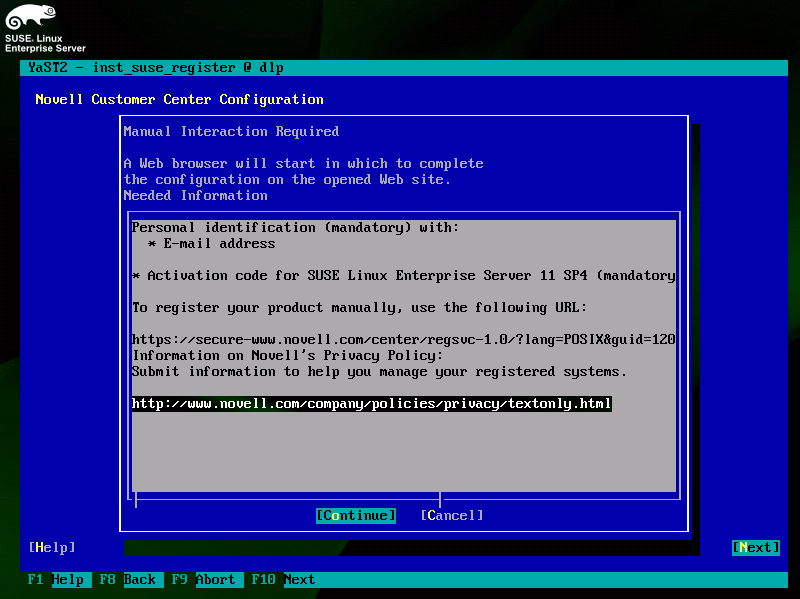 SUSE. Linux
Enterprise Server
YaST2 - inst_suse_register @ dlp
Novell Customer Center Configuration
Manual Interaction Required
A Web browser will start in which to complete
the configuration on the opened Web site.
Needed Information
Personal identification (mandatory) with:
* E-mail address
* Activation code for SUSE Linux Enterprise Server 11 SP4 (mandatory
To register your product manually, use the following URL:
https://secure-www.novell.com/center/regsvc-1.0/?lang=POSIX&guid=120
Information on Novell's Privacy Policy:
Submit information to help you manage your registered systems.
http://www.novell.com/company/policies/privacy/textonly.html
[Continue] [Cancel]
[Help] [Next]
F1 Help F8 Back F9 Abort F10 Next